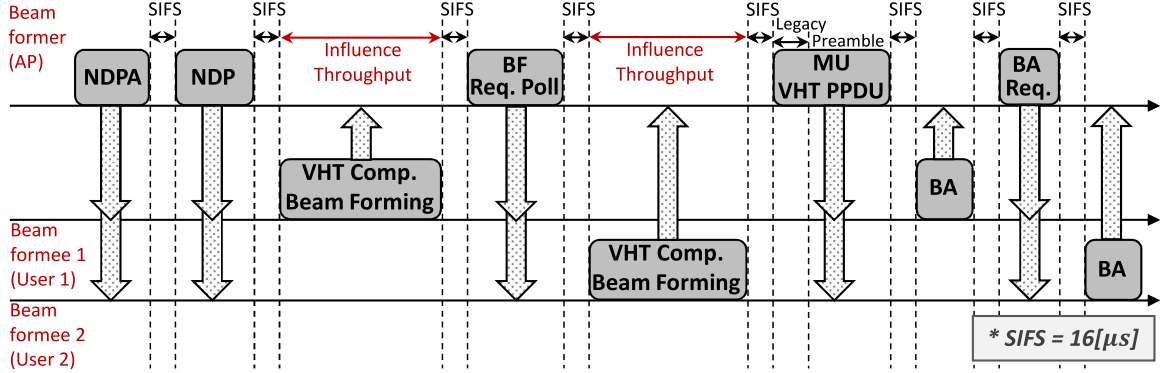 Beam
former
(AP)
SIFS
SIFS
SIFS
SIFS
SIFS
SIFS
SIFS
SIFS
Influence
Throughput
Influence
Throughput
Legacy
Preamble
NDPA
NDP
BF
Req. Poll
MU
VHT PPDU
BA
Req.
VHT Comp.
Beam Forming
BA
Beam
formee 1
(User 1)
VHT Comp.
Beam Forming
BA
Beam
formee 2
(User 2)
* SIFS = 16[μs]